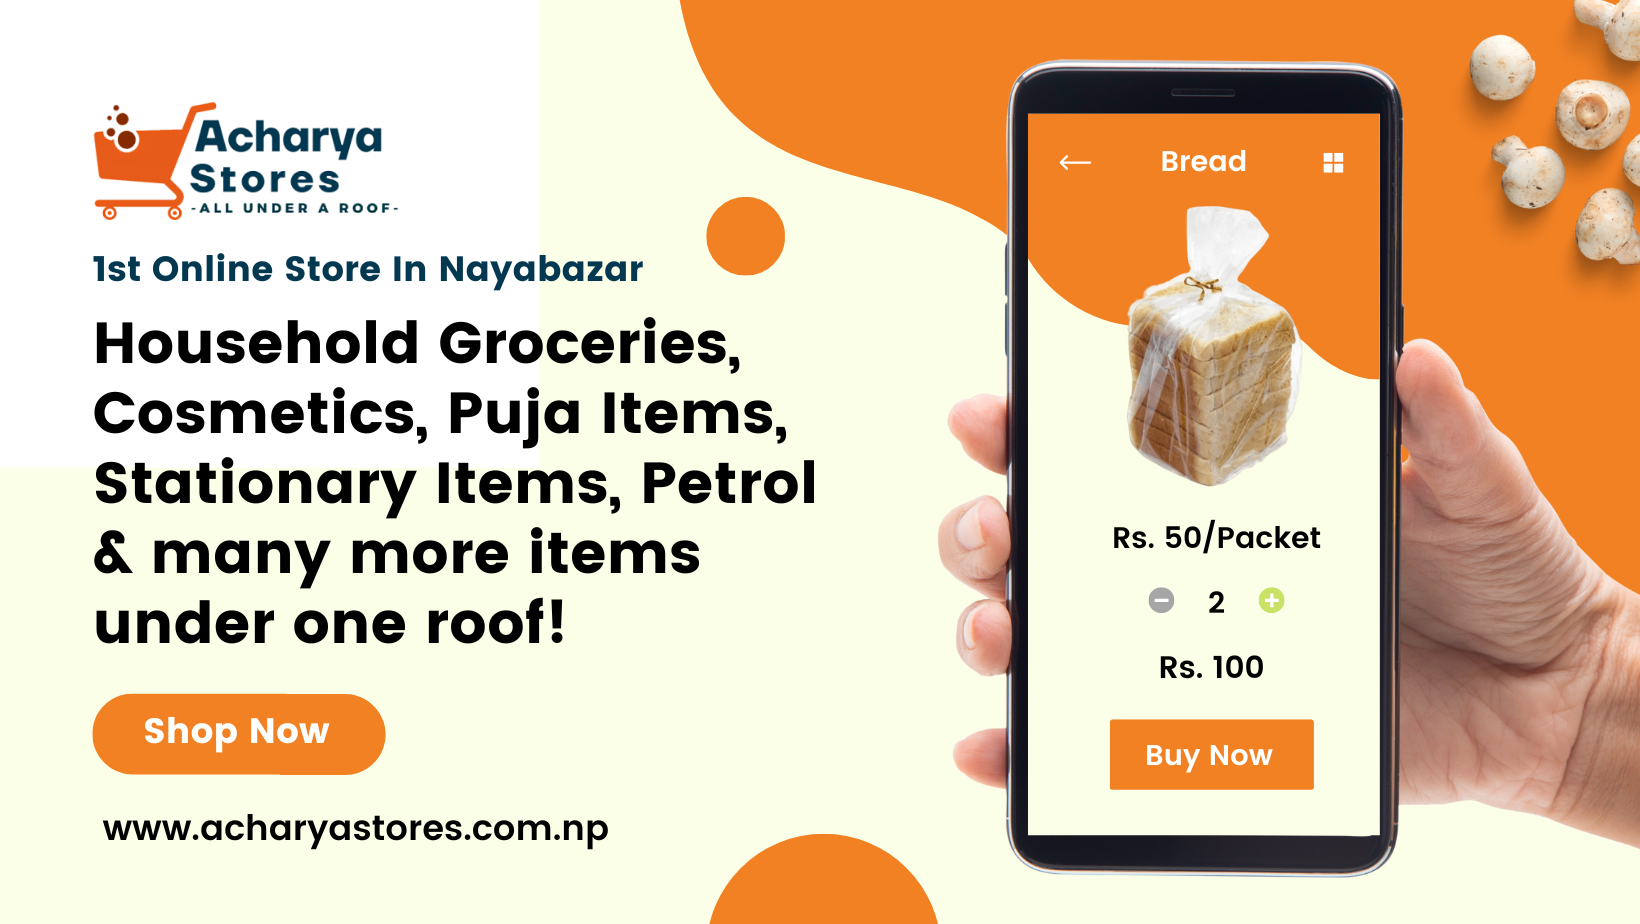 Acharya
Stores
-ALL UNDER A ROOF-
1st Online Store In Nayabazar
Household Groceries,
Cosmetics, Puja Items,
Stationary Items, Petrol
& many more items
under one roof!
Shop Now
www.acharyastores.com.np
Bread
Rs. 50/Packet
2
Rs. 100
Buy Now